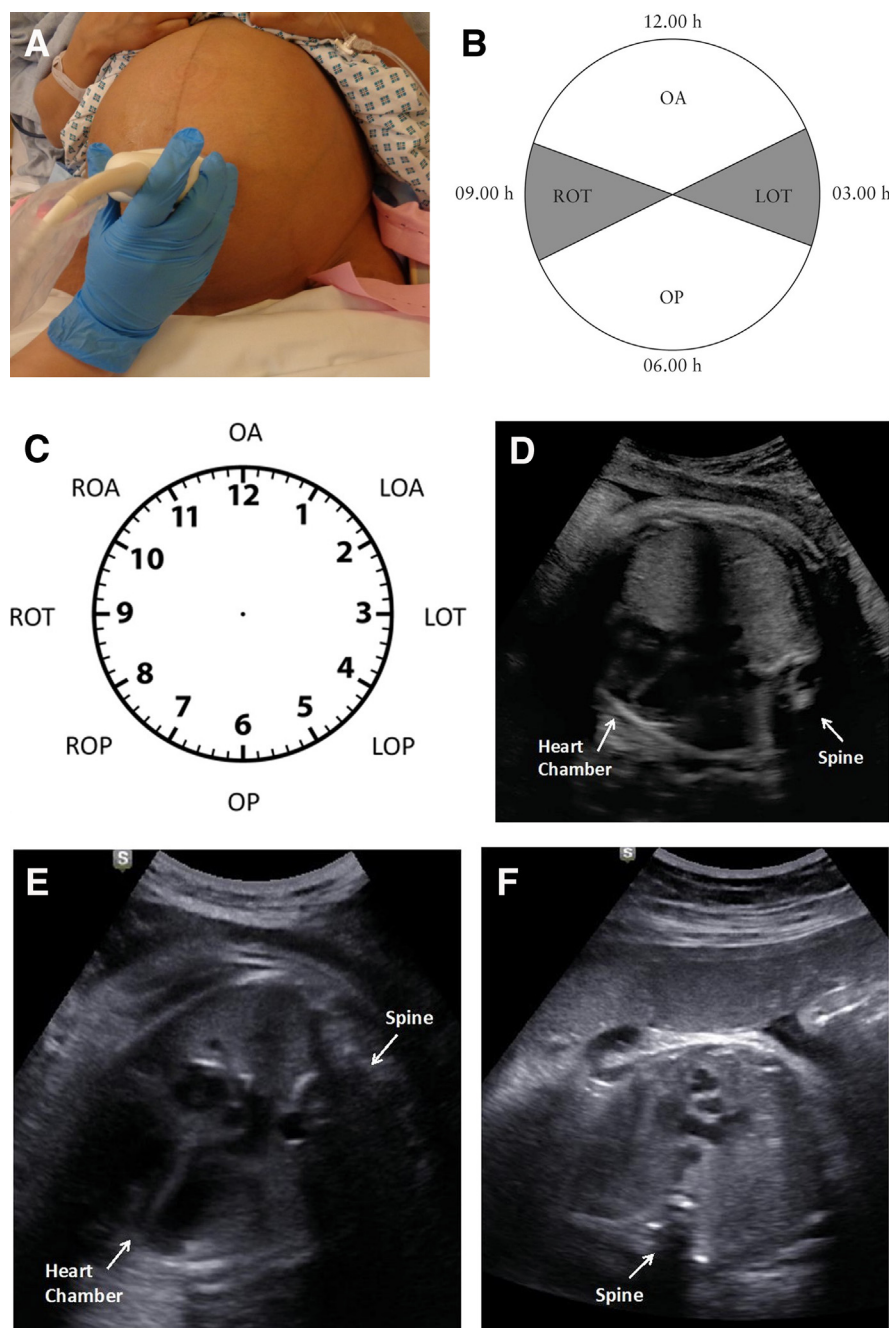 A
B
12.00 h
OA
09.00 h
ROT
LOT
03.00 h
OP
06.00 h
C
OA
ROA
LOA
12
11
1
10
2
ROT
9
3
LOT
8
4
7
5
6
ROP
LOP
OP
D
Heart
Chamber
Spine
E
S
Spine
Heart
Chamber
F
S
Spine